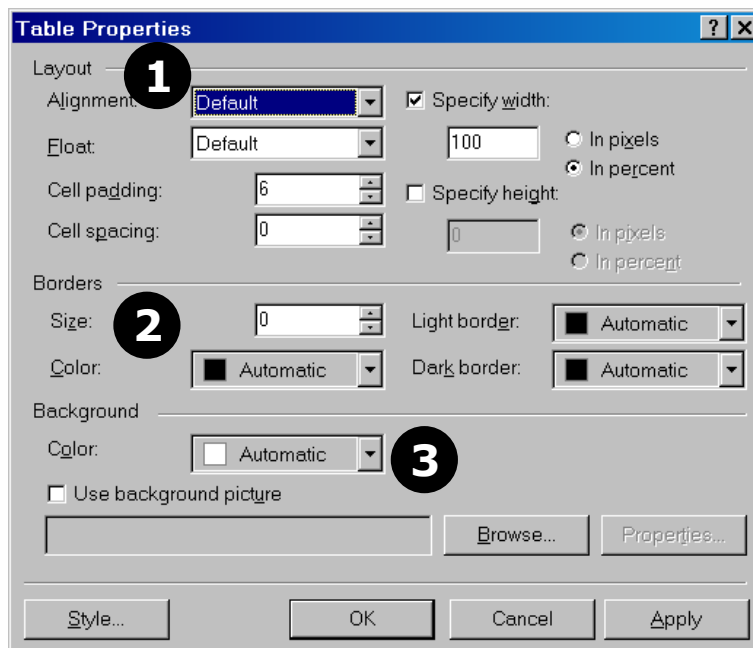 Table Properties
Layout
1
Alignment: Default Specify width:
Float: Default 100 In pixels
In percent
Cell padding: 6 Specify height:
Cell spacing: 0 0 In pixels
In percent
Borders
Size: 2 0 Light border: Automatic
Color: Automatic Dark border: Automatic
Background
Color: Automatic 3
Use background picture
Browse... Properties...
Style... OK Cancel Apply